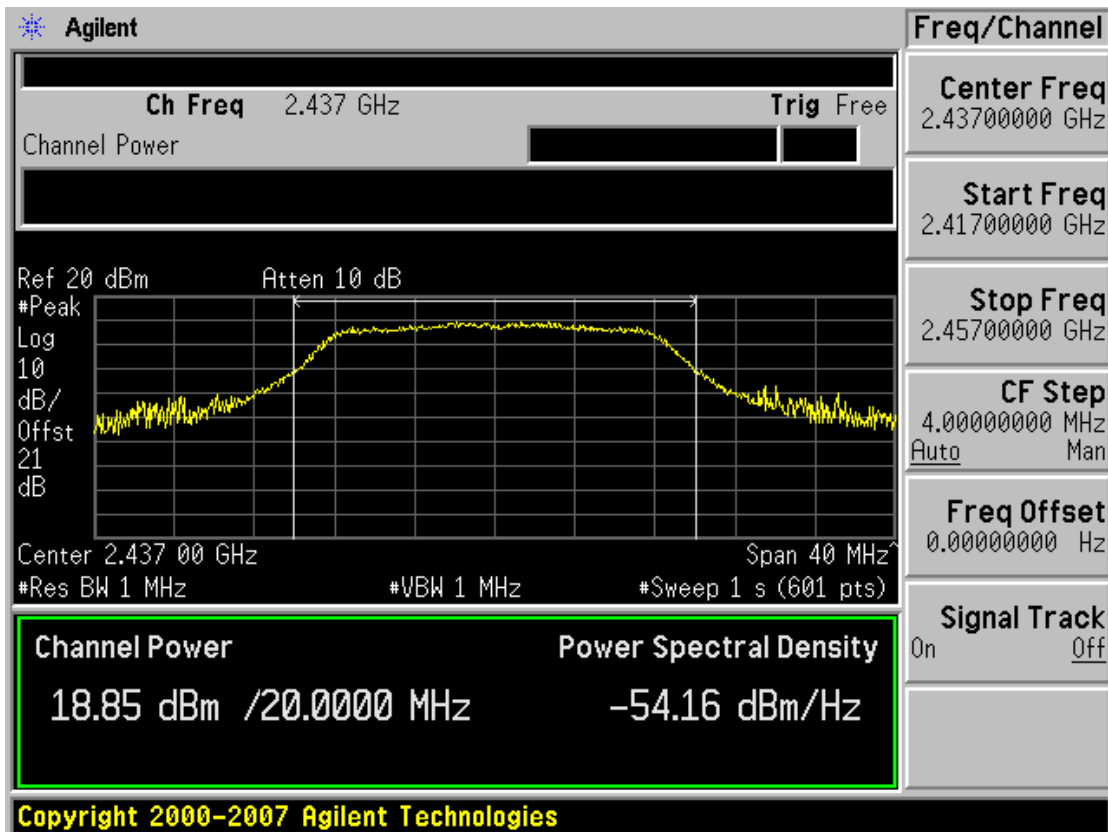 Agilent
Ch Freq 2.437 GHz Trig Free
Channel Power
Ref 20 dBm Atten 10 dB
#Peak
Log
10
dB/
Offst
21
dB
Center 2.437 00 GHz Span 40 MHz^
#Res BW 1 MHz #VBW 1 MHz #Sweep 1 s (601 pts)
Channel Power Power Spectral Density
18.85 dBm /20.0000 MHz -54.16 dBm/Hz
Copyright 2000-2007 Agilent Technologies
Freq/Channel
Center Freq
2.43700000 GHz
Start Freq
2.41700000 GHz
Stop Freq
2.45700000 GHz
CF Step
4.00000000 MHz
Auto Man
Freq Offset
0.00000000 Hz
Signal Track
On Off